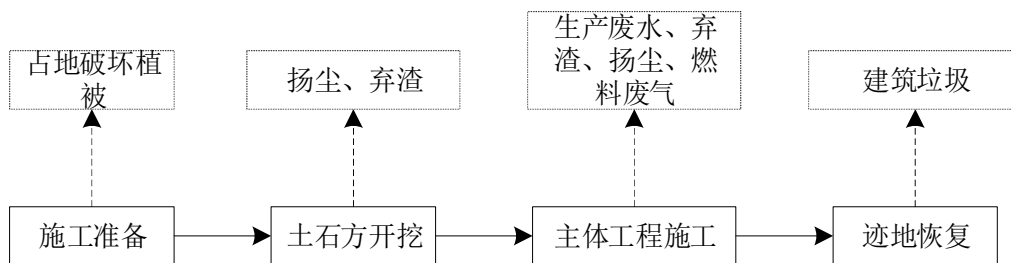 占地破坏植
被
扬尘、弃渣
生产废水、弃
渣、扬尘、燃
料废气
建筑垃圾
施工准备
土石方开挖
主体工程施工
迹地恢复